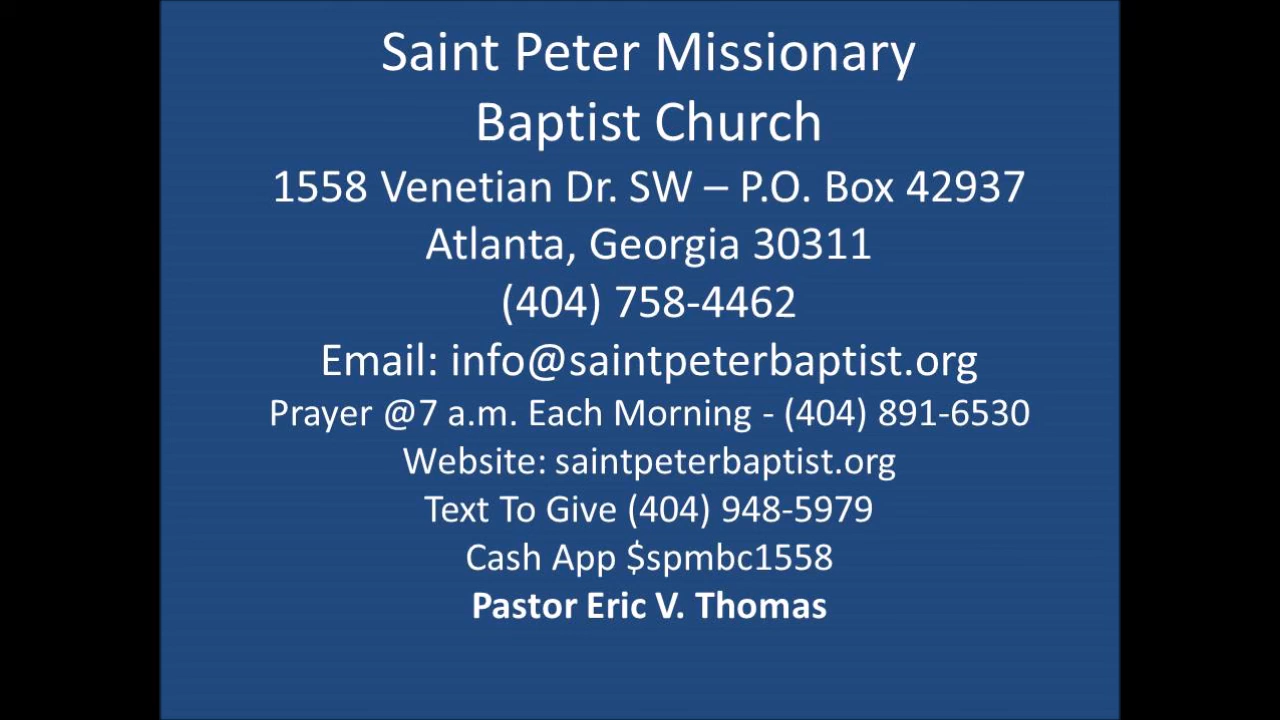 Saint Peter Missionary
Baptist Church
1558 Venetian Dr. SW – P.O. Box 42937
Atlanta, Georgia 30311
(404) 758-4462
Email: info@saintpeterbaptist.org
Prayer @7 a.m. Each Morning - (404) 891-6530
Website: saintpeterbaptist.org
Text To Give (404) 948-5979
Cash App $spmbc1558
Pastor Eric V. Thomas